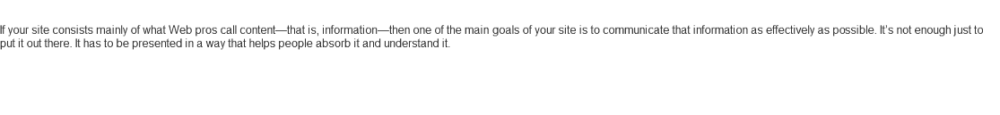 If your site consists mainly of what Web pros call content—that is, information—then one of the main goals of your site is to communicate that information as effectively as possible. It's not enough just to
put it out there. It has to be presented in a way that helps people absorb it and understand it.